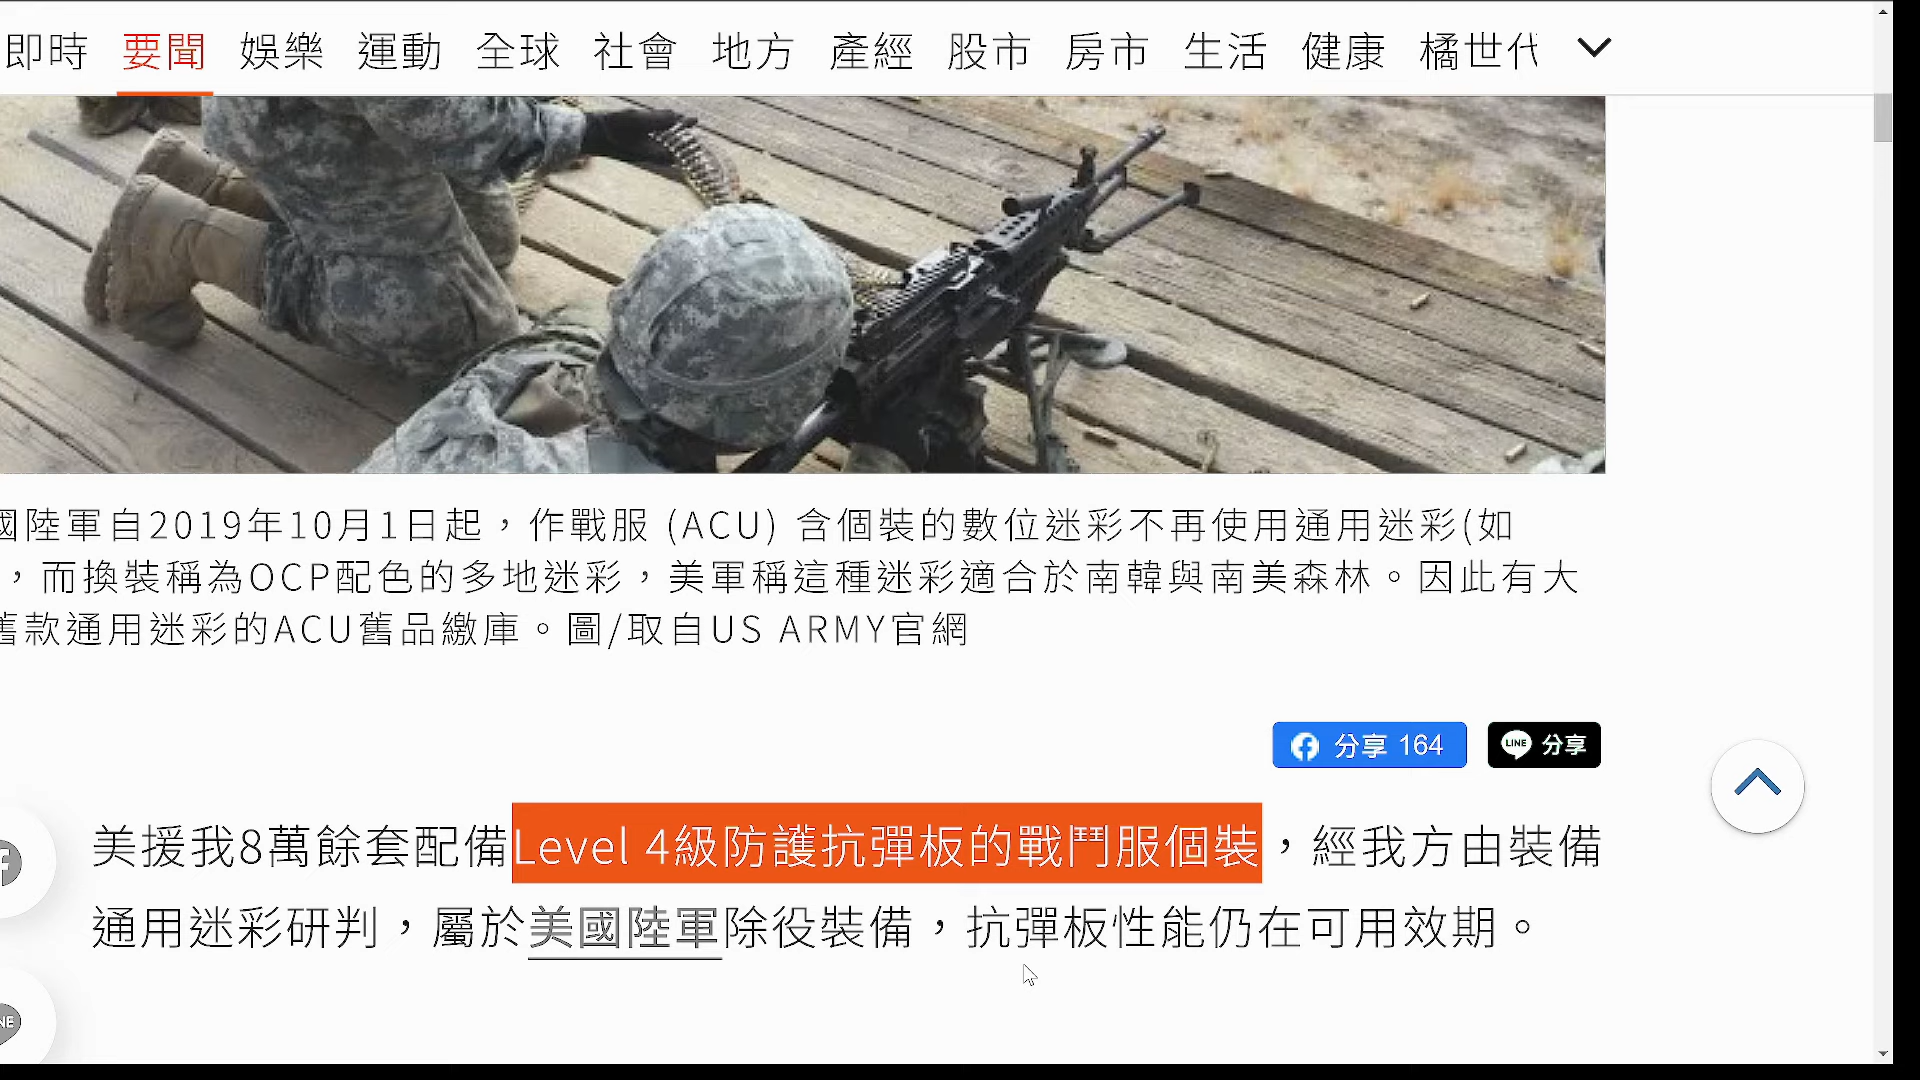 即時 要聞 娛樂 運動 全球 社會 地方 產經 股市 房市 生活 健康 橘世代
國陸軍自2019年10月1日起，作戰服 (ACU) 含個裝的數位迷彩不再使用通用迷彩(如
，而換裝稱為OCP配色的多地迷彩，美軍稱這種迷彩適合於南韓與南美森林。因此有大
舊款通用迷彩的ACU舊品繳庫。圖/取自US ARMY官網
分享 164 LINE 分享
美援我8萬餘套配備Level 4級防護抗彈板的戰鬥服個裝，經我方由裝備
通用迷彩研判，屬於美國陸軍除役裝備，抗彈板性能仍在可用效期。